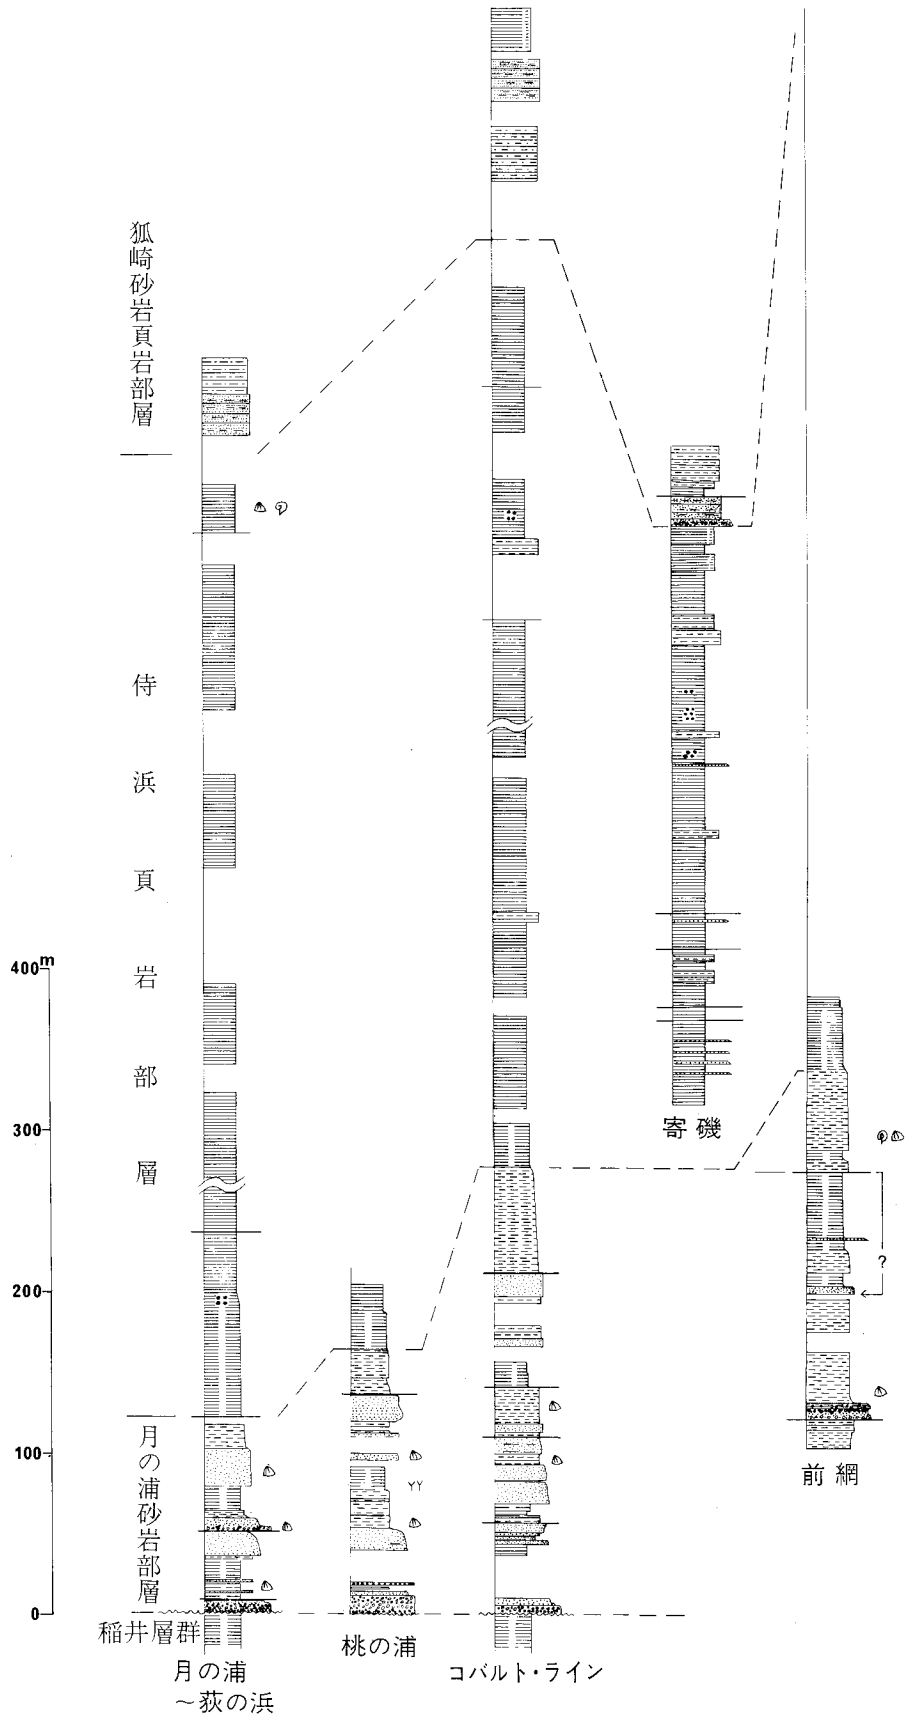 狐崎砂岩頁岩部層
侍浜頁岩部層
月の浦砂岩部層
稲井層群
400m
300
200
100
0
月の浦
～荻の浜
桃の浦
コバルト・ライン
寄磯
前網
?
YY